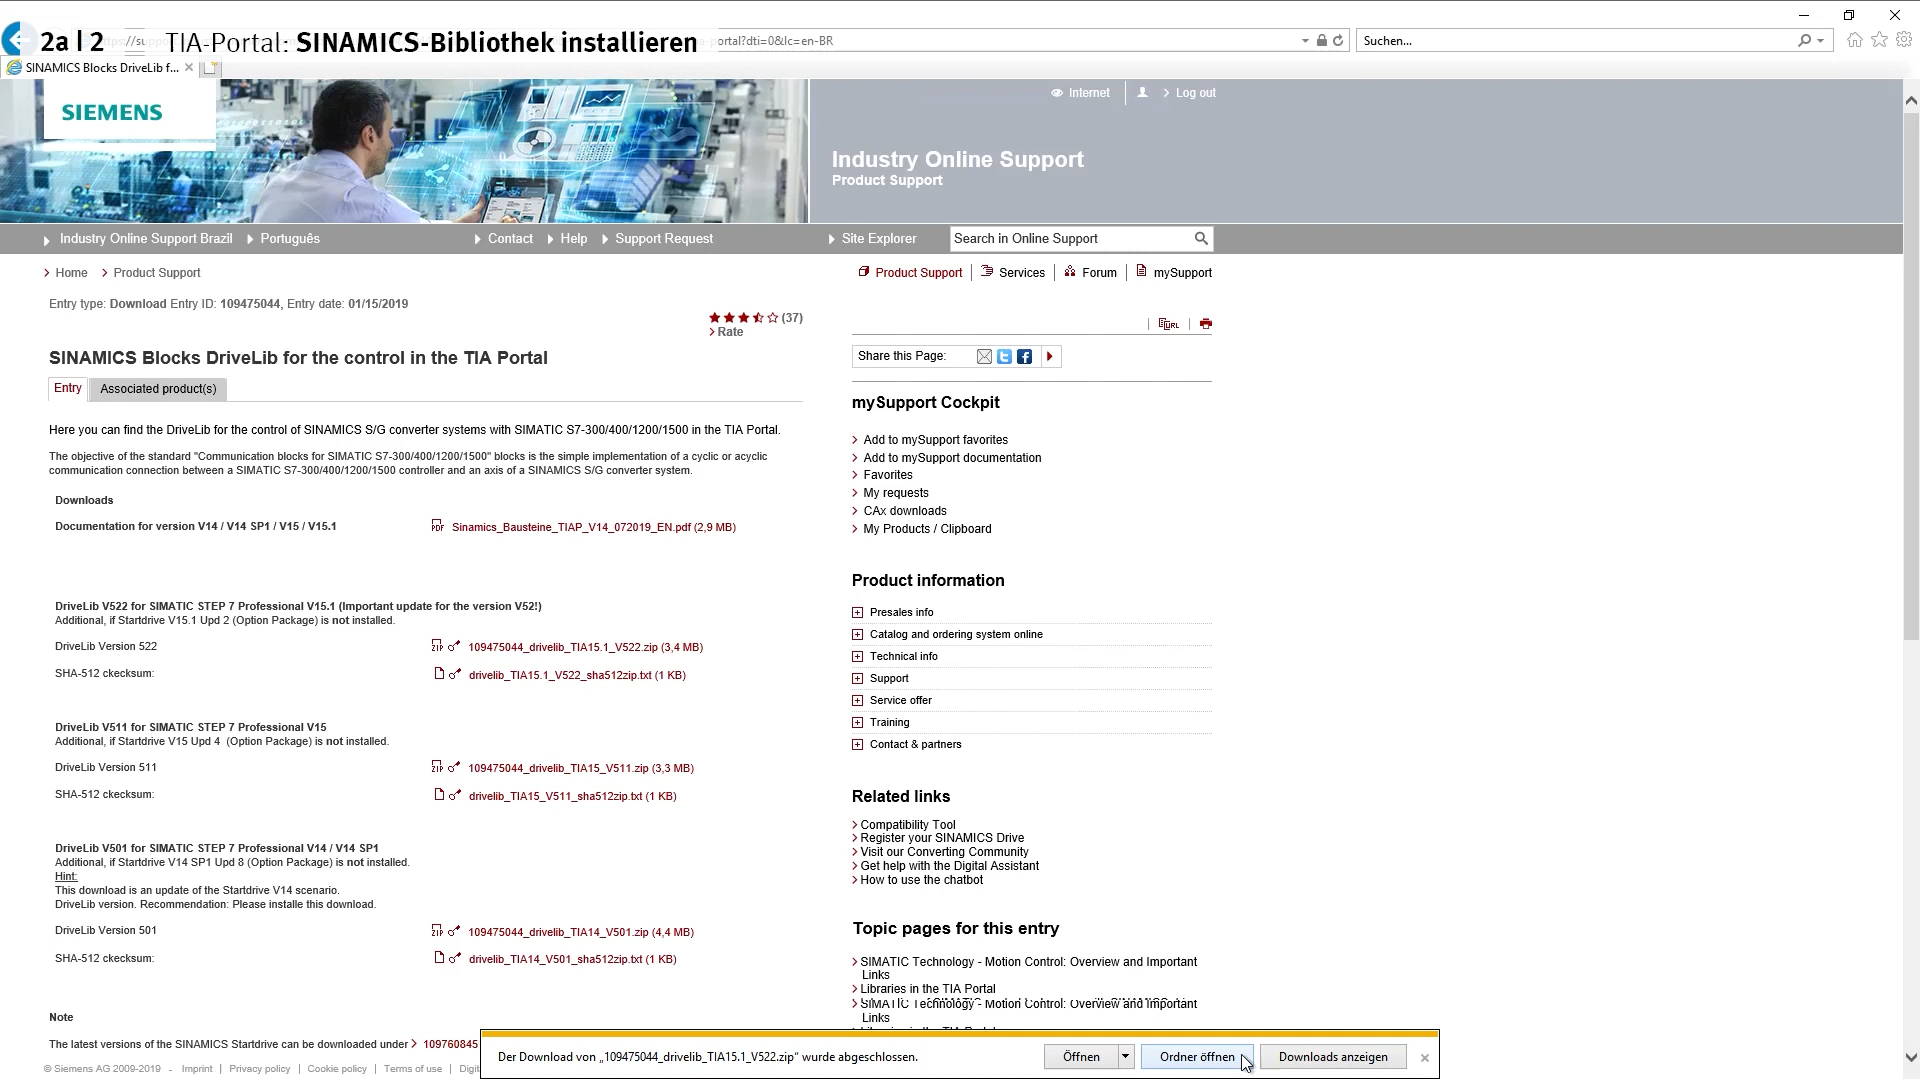 2a | 2 TIA-Portal: SINAMICS-Bibliothek installieren
portal?dti=0&lc=en-BR
Suchen...
SINAMICS Blocks DriveLib f...
SIEMENS
Internet
Log out
Industry Online Support
Product Support
Industry Online Support Brazil Português Contact Help Support Request Site Explorer Search in Online Support
Home Product Support
Product Support Services Forum mySupport
Entry type: Download Entry ID: 109475044, Entry date: 01/15/2019
(37)
Rate
URL
SINAMICS Blocks DriveLib for the control in the TIA Portal
Share this Page:
Entry Associated product(s)
Here you can find the DriveLib for the control of SINAMICS S/G converter systems with SIMATIC S7-300/400/1200/1500 in the TIA Portal.
The objective of the standard "Communication blocks for SIMATIC S7-300/400/1200/1500" blocks is the simple implementation of a cyclic or acyclic
communication connection between a SIMATIC S7-300/400/1200/1500 controller and an axis of a SINAMICS S/G converter system.
Downloads
Documentation for version V14 / V14 SP1 / V15 / V15.1 PDF Sinamics_Bausteine_TIAP_V14_072019_EN.pdf (2,9 MB)
DriveLib V522 for SIMATIC STEP 7 Professional V15.1 (Important update for the version V52!)
Additional, if Startdrive V15.1 Upd 2 (Option Package) is not installed.
DriveLib Version 522 ZIP 109475044_drivelib_TIA15.1_V522.zip (3,4 MB)
SHA-512 ckecksum: drivelib_TIA15.1_V522_sha512zip.txt (1 KB)
DriveLib V511 for SIMATIC STEP 7 Professional V15
Additional, if Startdrive V15 Upd 4 (Option Package) is not installed.
DriveLib Version 511 ZIP 109475044_drivelib_TIA15_V511.zip (3,3 MB)
SHA-512 ckecksum: drivelib_TIA15_V511_sha512zip.txt (1 KB)
DriveLib V501 for SIMATIC STEP 7 Professional V14 / V14 SP1
Additional, if Startdrive V14 SP1 Upd 8 (Option Package) is not installed.
Hint:
This download is an update of the Startdrive V14 scenario.
DriveLib version. Recommendation: Please installe this download.
DriveLib Version 501 ZIP 109475044_drivelib_TIA14_V501.zip (4,4 MB)
SHA-512 ckecksum: drivelib_TIA14_V501_sha512zip.txt (1 KB)
Note
The latest versions of the SINAMICS Startdrive can be downloaded under 109760845
© Siemens AG 2009-2019 - Imprint | Privacy policy | Cookie policy | Terms of use | Digit
mySupport Cockpit
Add to mySupport favorites
Add to mySupport documentation
Favorites
My requests
CAx downloads
My Products / Clipboard
Product information
Presales info
Catalog and ordering system online
Technical info
Support
Service offer
Training
Contact & partners
Related links
Compatibility Tool
Register your SINAMICS Drive
Visit our Converting Community
Get help with the Digital Assistant
How to use the chatbot
Topic pages for this entry
SIMATIC Technology - Motion Control: Overview and Important
Links
Libraries in the TIA Portal
SIMATIC Technology - Motion Control: Overview and Important
Links
Der Download von „109475044_drivelib_TIA15.1_V522.zip" wurde abgeschlossen.
Öffnen Ordner öffnen Downloads anzeigen